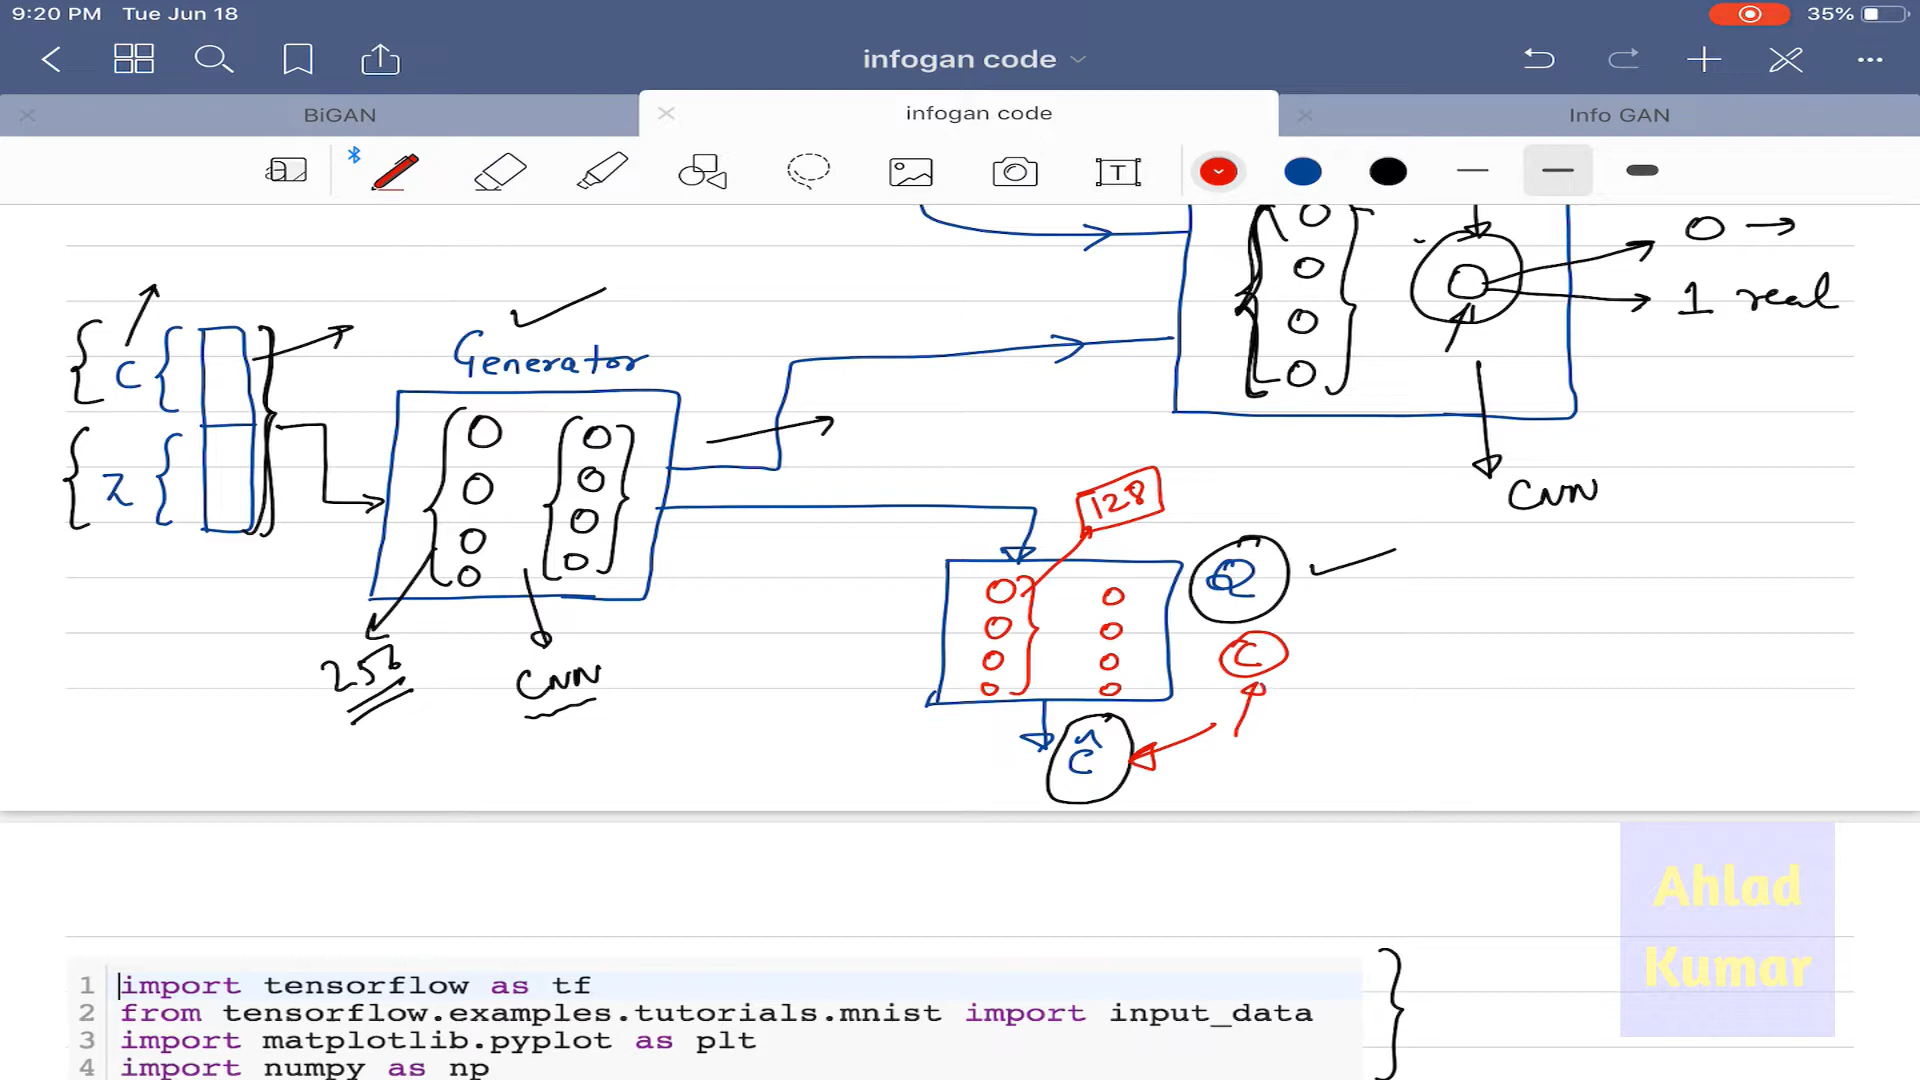 9:20 PM Tue Jun 18
35%
infogan code
BiGAN
infogan code
Info GAN
T
0 →
1 real
C
Generator
Z
128
CNN
Q
256
CNN
C
Ĉ
Ahlad
Kumar
1 import tensorflow as tf
2 from tensorflow.examples.tutorials.mnist import input_data
3 import matplotlib.pyplot as plt
4 import numpy as np